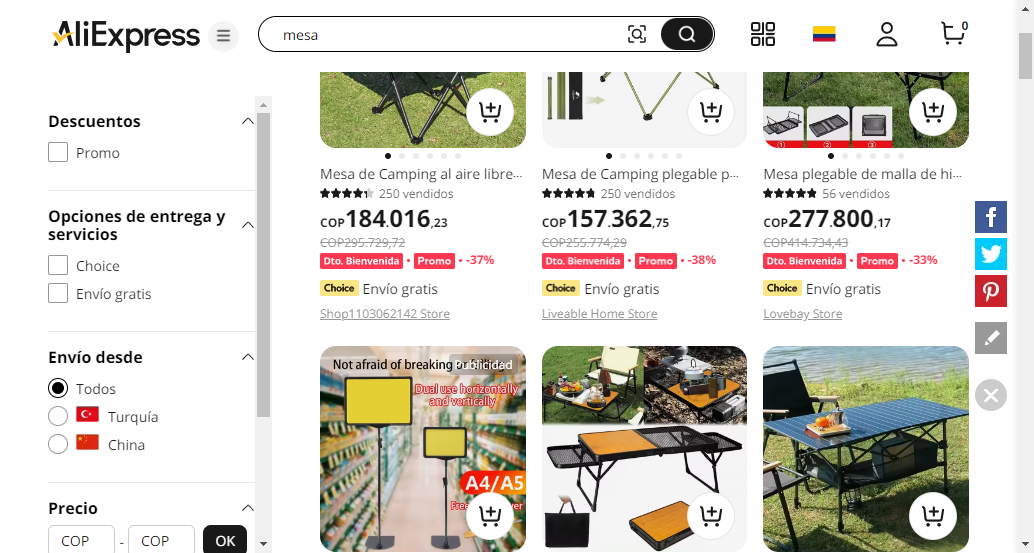 AliExpress
mesa
0
Descuentos
Promo
Opciones de entrega y
servicios
Choice
Envío gratis
Envío desde
Todos
Turquía
China
Precio
COP - COP OK
Mesa de Camping al aire libre...
250 vendidos
COP184.016,23
COP295.729,72
Dto. Bienvenida • Promo • -37%
Choice Envío gratis
Shop1103062142 Store
Mesa de Camping plegable p...
250 vendidos
COP157.362,75
COP255.774,29
Dto. Bienvenida • Promo • -38%
Choice Envío gratis
Liveable Home Store
1 2 3
Mesa plegable de malla de hi...
56 vendidos
COP277.800,17
COP414.734,43
Dto. Bienvenida • Promo • -33%
Choice Envío gratis
Lovebay Store
Publicidad
Not afraid of breaking
Dual use horizontally
and vertically
A4/A5